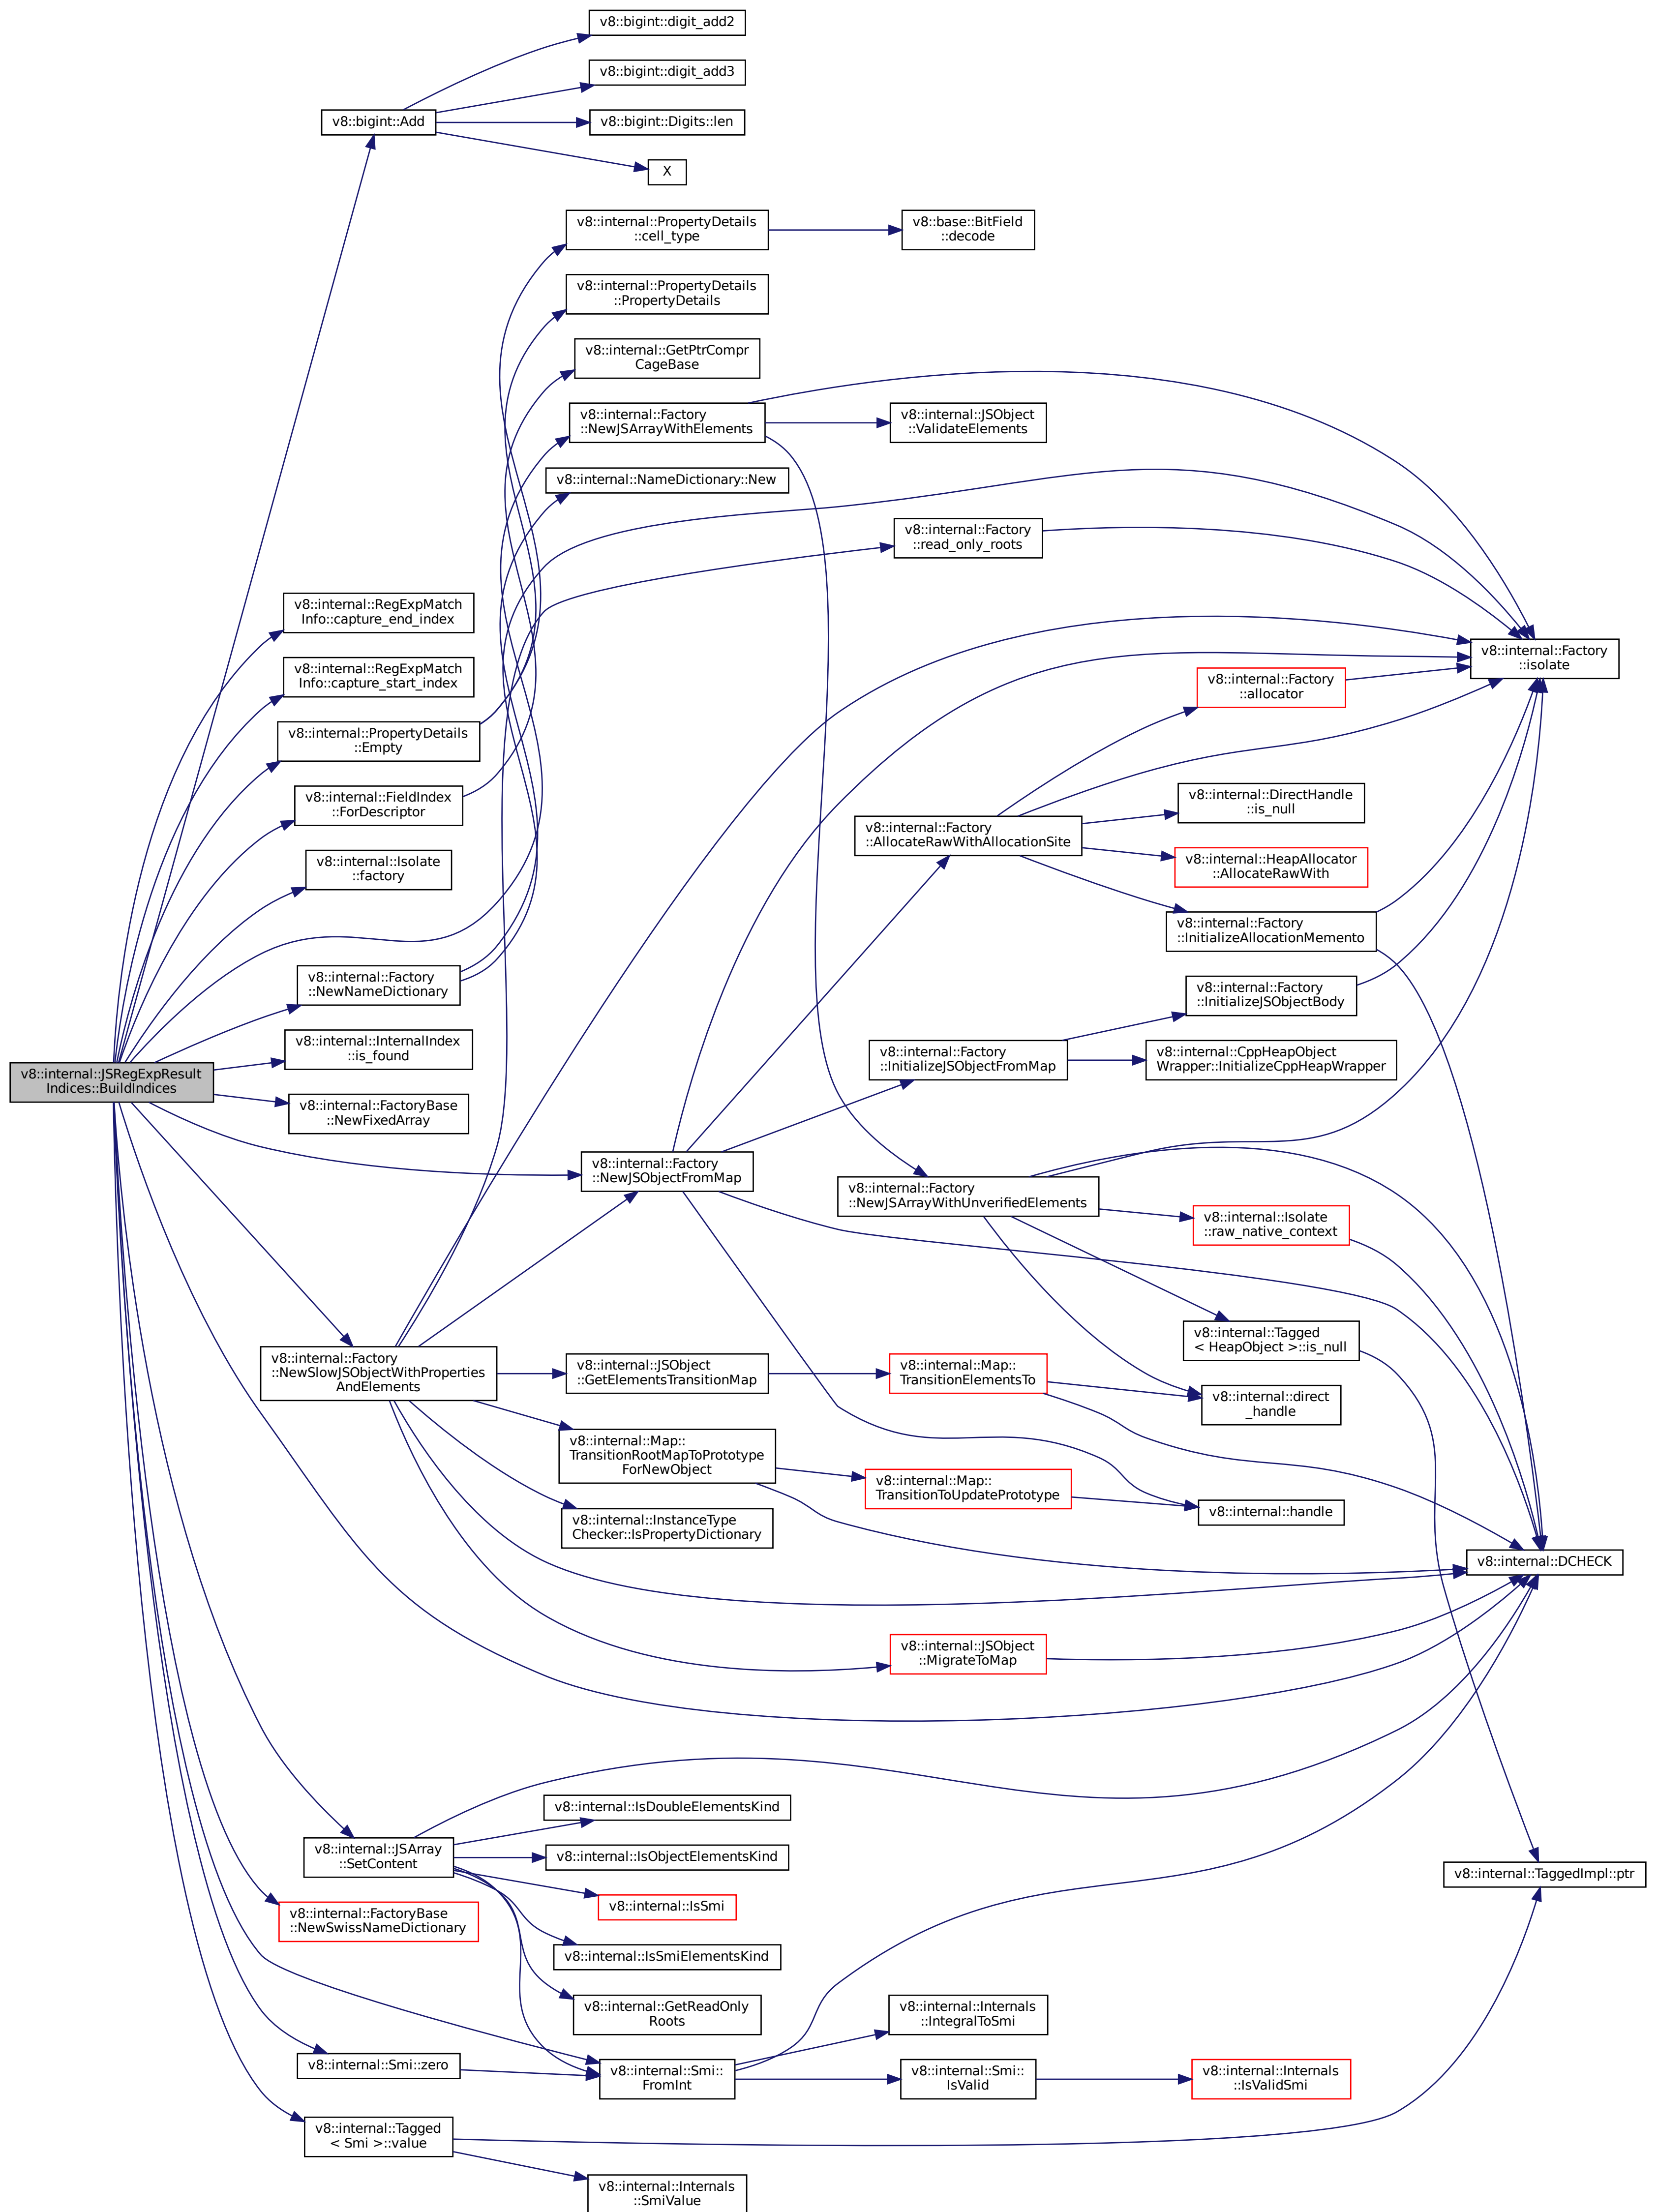 v8::bigint::digit_add2
v8::bigint::digit_add3
v8::bigint::Add
v8::bigint::Digits::len
X
v8::internal::PropertyDetails
::cell_type
v8::base::BitField
::decode
v8::internal::PropertyDetails
::PropertyDetails
v8::internal::GetPtrCompr
CageBase
v8::internal::Factory
::NewJSArrayWithElements
v8::internal::JSObject
::ValidateElements
v8::internal::NameDictionary::New
v8::internal::Factory
::read_only_roots
v8::internal::RegExpMatch
Info::capture_end_index
v8::internal::RegExpMatch
Info::capture_start_index
v8::internal::Factory
::isolate
v8::internal::Factory
::allocator
v8::internal::PropertyDetails
::Empty
v8::internal::FieldIndex
::ForDescriptor
v8::internal::DirectHandle
::is_null
v8::internal::Factory
::AllocateRawWithAllocationSite
v8::internal::Isolate
::factory
v8::internal::HeapAllocator
::AllocateRawWith
v8::internal::Factory
::InitializeAllocationMemento
v8::internal::Factory
::NewNameDictionary
v8::internal::Factory
::InitializeJSObjectBody
v8::internal::InternalIndex
::is_found
v8::internal::Factory
::InitializeJSObjectFromMap
v8::internal::CppHeapObject
Wrapper::InitializeCppHeapWrapper
v8::internal::JSRegExpResult
Indices::BuildIndices
v8::internal::FactoryBase
::NewFixedArray
v8::internal::Factory
::NewJSObjectFromMap
v8::internal::Factory
::NewJSArrayWithUnverifiedElements
v8::internal::Isolate
::raw_native_context
v8::internal::Tagged
< HeapObject >::is_null
v8::internal::Factory
::NewSlowJSObjectWithProperties
AndElements
v8::internal::JSObject
::GetElementsTransitionMap
v8::internal::Map::
TransitionElementsTo
v8::internal::direct
_handle
v8::internal::Map::
TransitionRootMapToPrototype
ForNewObject
v8::internal::Map::
TransitionToUpdatePrototype
v8::internal::handle
v8::internal::InstanceType
Checker::IsPropertyDictionary
v8::internal::DCHECK
v8::internal::JSObject
::MigrateToMap
v8::internal::IsDoubleElementsKind
v8::internal::JSArray
::SetContent
v8::internal::IsObjectElementsKind
v8::internal::TaggedImpl::ptr
v8::internal::IsSmi
v8::internal::FactoryBase
::NewSwissNameDictionary
v8::internal::IsSmiElementsKind
v8::internal::GetReadOnly
Roots
v8::internal::Internals
::IntegralToSmi
v8::internal::Smi::zero
v8::internal::Smi::
FromInt
v8::internal::Smi::
IsValid
v8::internal::Internals
::IsValidSmi
v8::internal::Tagged
< Smi >::value
v8::internal::Internals
::SmiValue